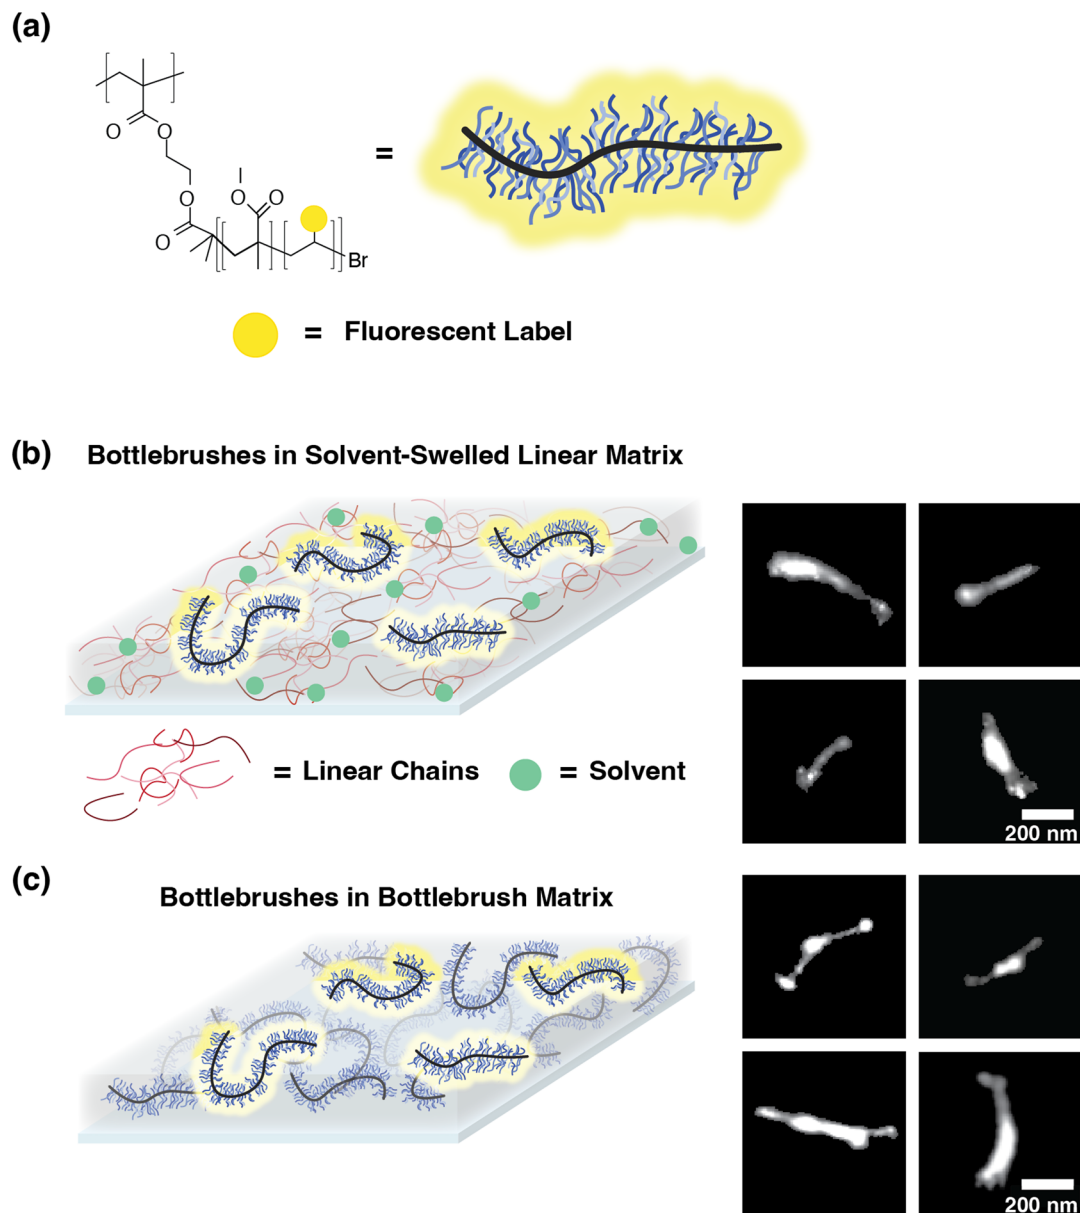 (a)
O
O
O
O
O
O
Br
=
= Fluorescent Label
(b) Bottlebrushes in Solvent-Swelled Linear Matrix
= Linear Chains = Solvent
200 nm
(c)
Bottlebrushes in Bottlebrush Matrix
200 nm